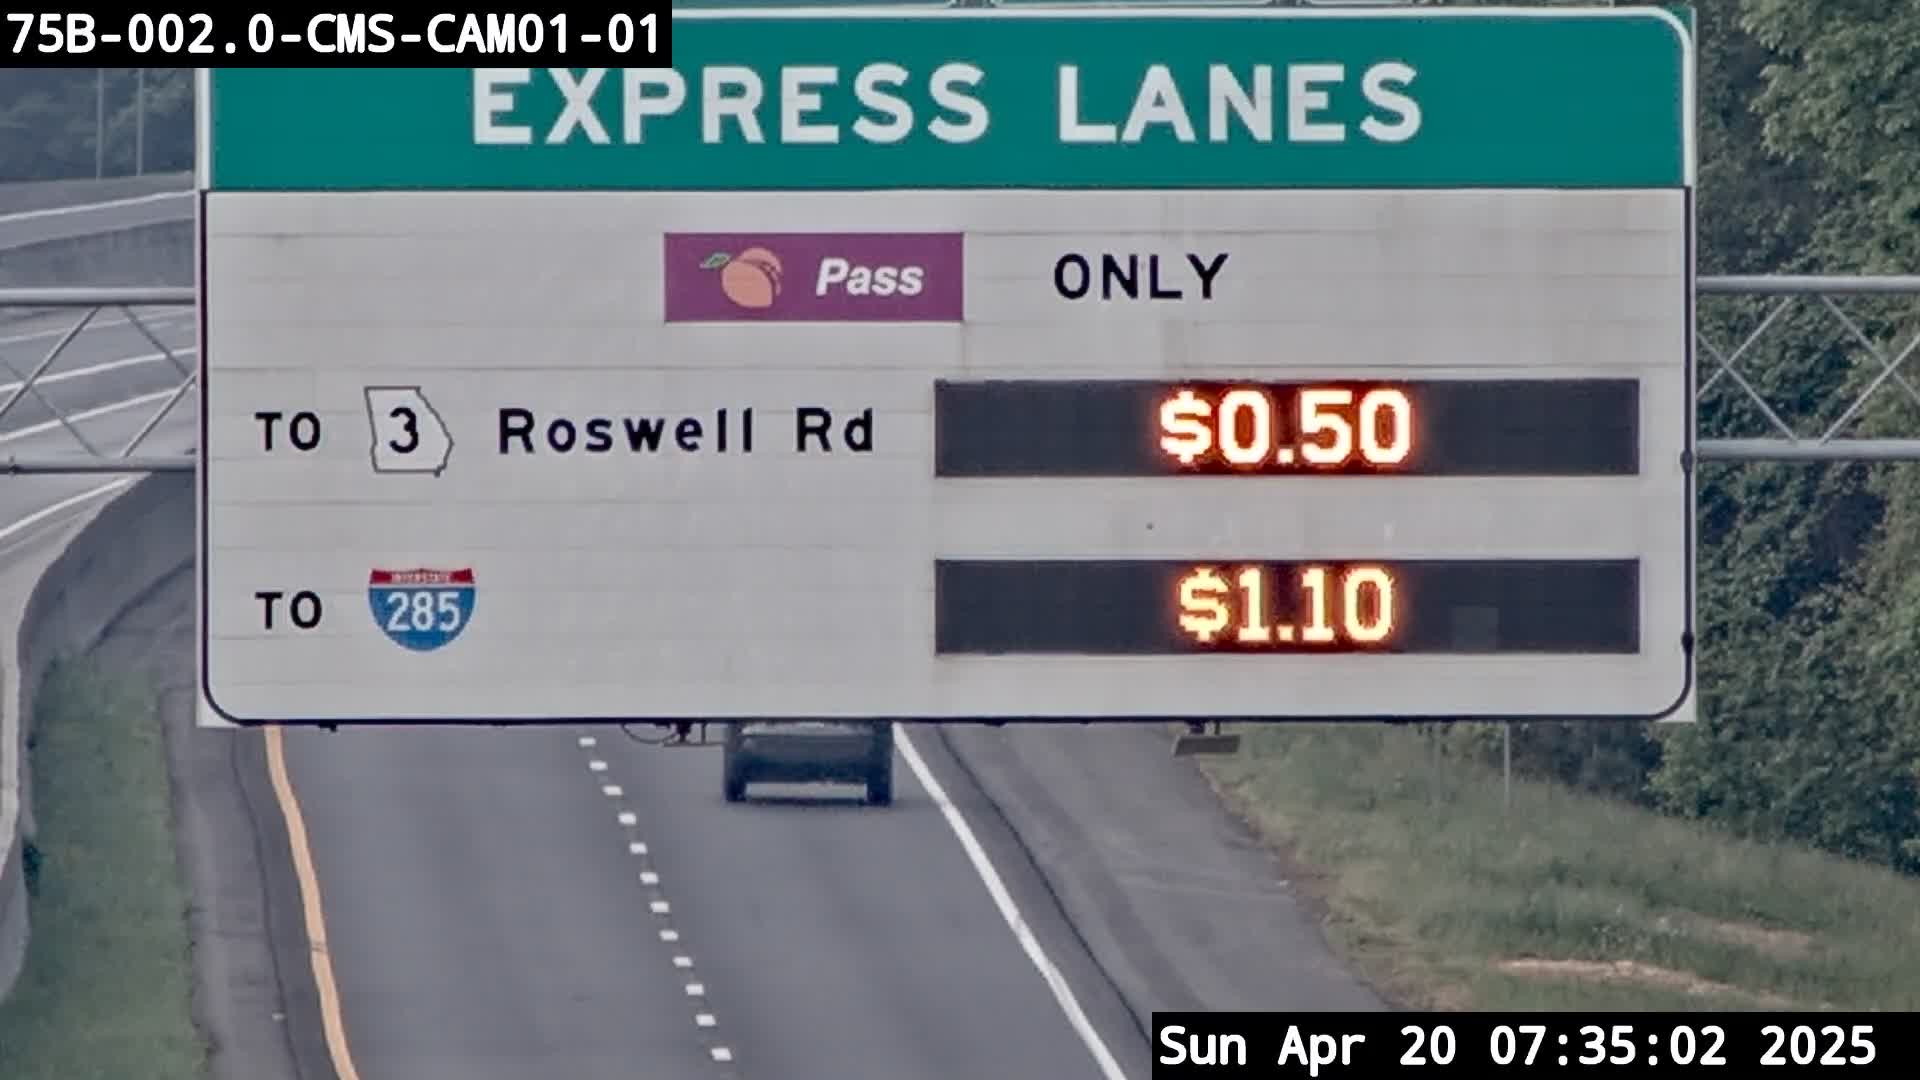 75B-002.0-CMS-CAM01-01
EXPRESS LANES
Pass ONLY
TO 3 Roswell Rd $0.50
TO INTERSTATE 285 $1.10
Sun Apr 20 07:35:02 2025